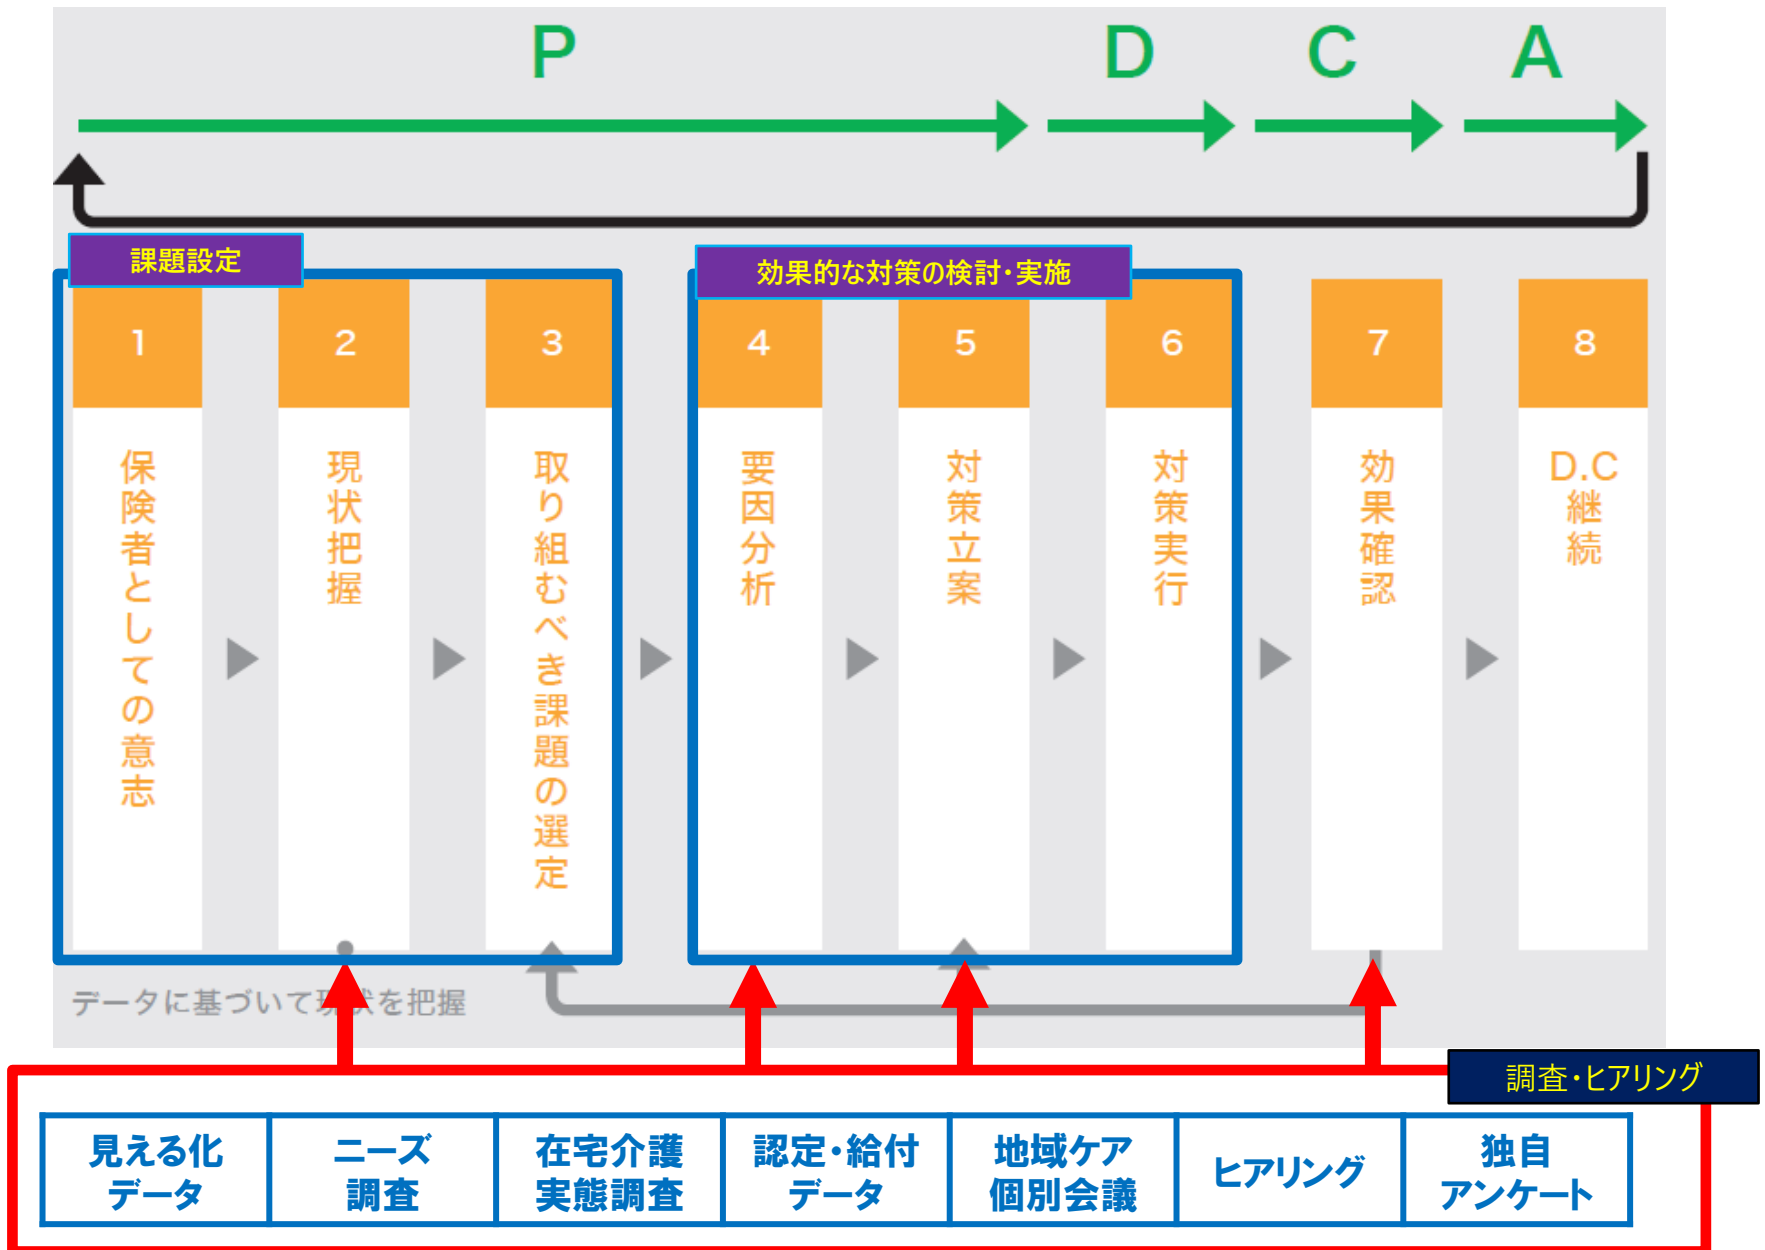 P
D
C
A
課題設定
効果的な対策の検討・実施
1
2
3
4
5
6
7
8
保険者としての意志
現状把握
取り組むべき課題の選定
要因分析
対策立案
対策実行
効果確認
D.C
継続
データに基づいて現状を把握
調査・ヒアリング
見える化
データ
ニーズ
調査
在宅介護
実態調査
認定・給付
データ
地域ケア
個別会議
ヒアリング
独自
アンケート